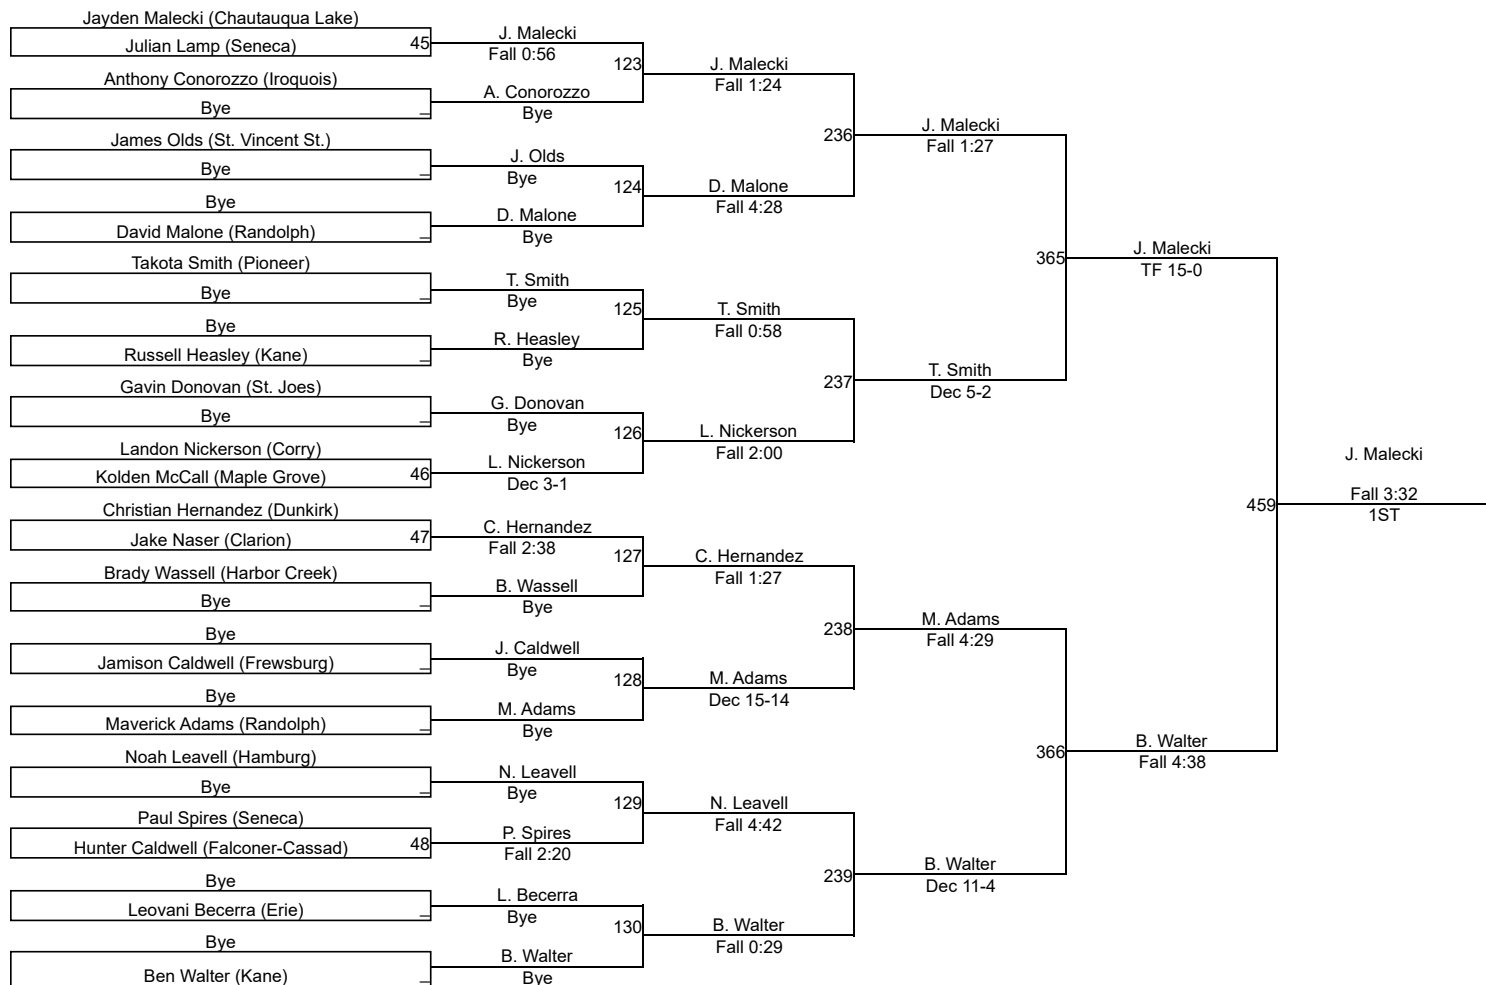 Jayden Malecki (Chautauqua Lake)
Julian Lamp (Seneca)
45
Anthony Conorozzo (Iroquois)
Bye
_
James Olds (St. Vincent St.)
Bye
_
Bye
David Malone (Randolph)
_
Takota Smith (Pioneer)
Bye
_
Bye
Russell Heasley (Kane)
_
Gavin Donovan (St. Joes)
Bye
_
Landon Nickerson (Corry)
Kolden McCall (Maple Grove)
46
Christian Hernandez (Dunkirk)
Jake Naser (Clarion)
47
Brady Wassell (Harbor Creek)
Bye
_
Bye
Jamison Caldwell (Frewsburg)
_
Bye
Maverick Adams (Randolph)
_
Noah Leavell (Hamburg)
Bye
_
Paul Spires (Seneca)
Hunter Caldwell (Falconer-Cassad)
48
Bye
Leovani Becerra (Erie)
_
Bye
Ben Walter (Kane)
_
J. Malecki
Fall 0:56
123
A. Conorozzo
Bye
J. Olds
Bye
124
D. Malone
Bye
T. Smith
Bye
125
R. Heasley
Bye
G. Donovan
Bye
126
L. Nickerson
Dec 3-1
C. Hernandez
Fall 2:38
127
B. Wassell
Bye
J. Caldwell
Bye
128
M. Adams
Bye
N. Leavell
Bye
129
P. Spires
Fall 2:20
L. Becerra
Bye
130
B. Walter
Bye
J. Malecki
Fall 1:24
236
D. Malone
Fall 4:28
T. Smith
Fall 0:58
237
L. Nickerson
Fall 2:00
C. Hernandez
Fall 1:27
238
M. Adams
Dec 15-14
N. Leavell
Fall 4:42
239
B. Walter
Fall 0:29
J. Malecki
Fall 1:27
365
T. Smith
Dec 5-2
M. Adams
Fall 4:29
366
B. Walter
Dec 11-4
J. Malecki
TF 15-0
459
B. Walter
Fall 4:38
J. Malecki
Fall 3:32
1ST